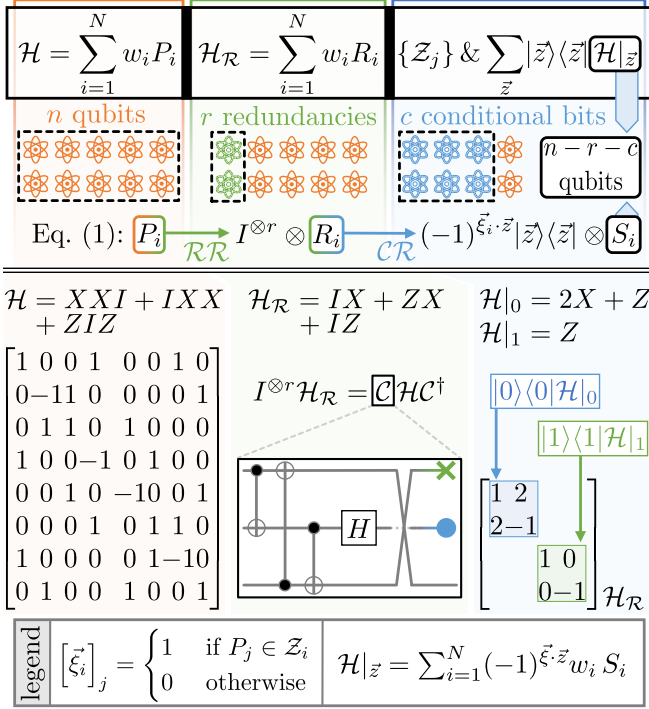 ℋ = ∑_{i=1}^{N} w_i P_i   ℋ_ℛ = ∑_{i=1}^{N} w_i R_i   {𝒵_j} & ∑_{z⃗} |z⃗⟩⟨z⃗| ℋ|_{z⃗}
n qubits   r redundancies   c conditional bits
n − r − c
qubits
Eq. (1): P_i   ℛℛ   I^{⊗r} ⊗ R_i   𝒞ℛ   (−1)^{ξ⃗_i·z⃗} |z⃗⟩⟨z⃗| ⊗ S_i
ℋ = XXI + IXX
+ ZIZ
1 0 0 1 0 0 1 0
0−11 0 0 0 0 1
0 1 1 0 1 0 0 0
1 0 0−1 0 1 0 0
0 0 1 0 −10 0 1
0 0 0 1 0 1 1 0
1 0 0 0 0 1−10
0 1 0 0 1 0 0 1
ℋ_ℛ = IX + ZX
+ IZ
I^{⊗r}ℋ_ℛ = 𝒞ℋ𝒞†
H
ℋ|_0 = 2X + Z
ℋ|_1 = Z
|0⟩⟨0|ℋ|_0
|1⟩⟨1|ℋ|_1
1 2
2−1
1 0
0−1
ℋ_ℛ
legend
[ξ⃗_i]_j = { 1 if P_j ∈ 𝒵_i
0 otherwise
ℋ|_{z⃗} = ∑_{i=1}^{N} (−1)^{ξ⃗·z⃗} w_i S_i